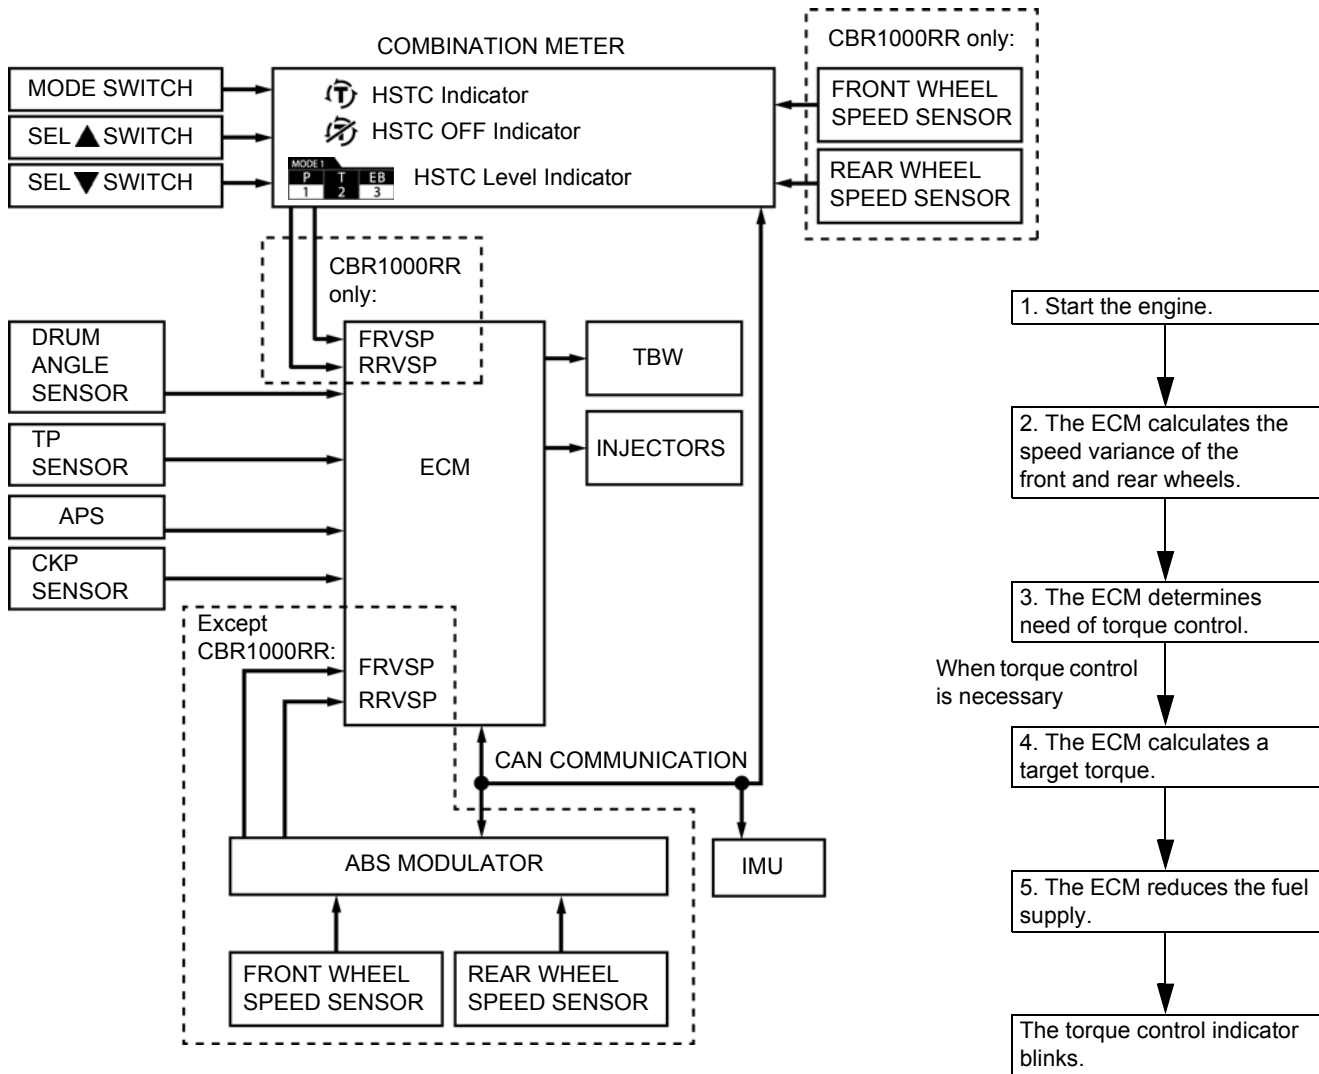 COMBINATION METER
MODE SWITCH
SEL ▲ SWITCH
SEL ▼ SWITCH
HSTC Indicator
HSTC OFF Indicator
MODE 1
P T EB
1 2 3
HSTC Level Indicator
CBR1000RR only:
FRONT WHEEL
SPEED SENSOR
REAR WHEEL
SPEED SENSOR
CBR1000RR
only:
FRVSP
RRVSP
DRUM
ANGLE
SENSOR
TP
SENSOR
APS
CKP
SENSOR
ECM
TBW
INJECTORS
Except
CBR1000RR:
FRVSP
RRVSP
CAN COMMUNICATION
ABS MODULATOR
IMU
FRONT WHEEL
SPEED SENSOR
REAR WHEEL
SPEED SENSOR
1. Start the engine.
2. The ECM calculates the
speed variance of the
front and rear wheels.
3. The ECM determines
need of torque control.
When torque control
is necessary
4. The ECM calculates a
target torque.
5. The ECM reduces the fuel
supply.
The torque control indicator
blinks.